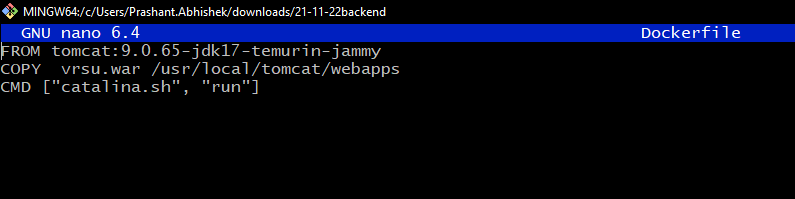 MINGW64:/c/Users/Prashant.Abhishek/downloads/21-11-22backend
GNU nano 6.4 Dockerfile
FROM tomcat:9.0.65-jdk17-temurin-jammy
COPY  vrsu.war /usr/local/tomcat/webapps
CMD ["catalina.sh", "run"]